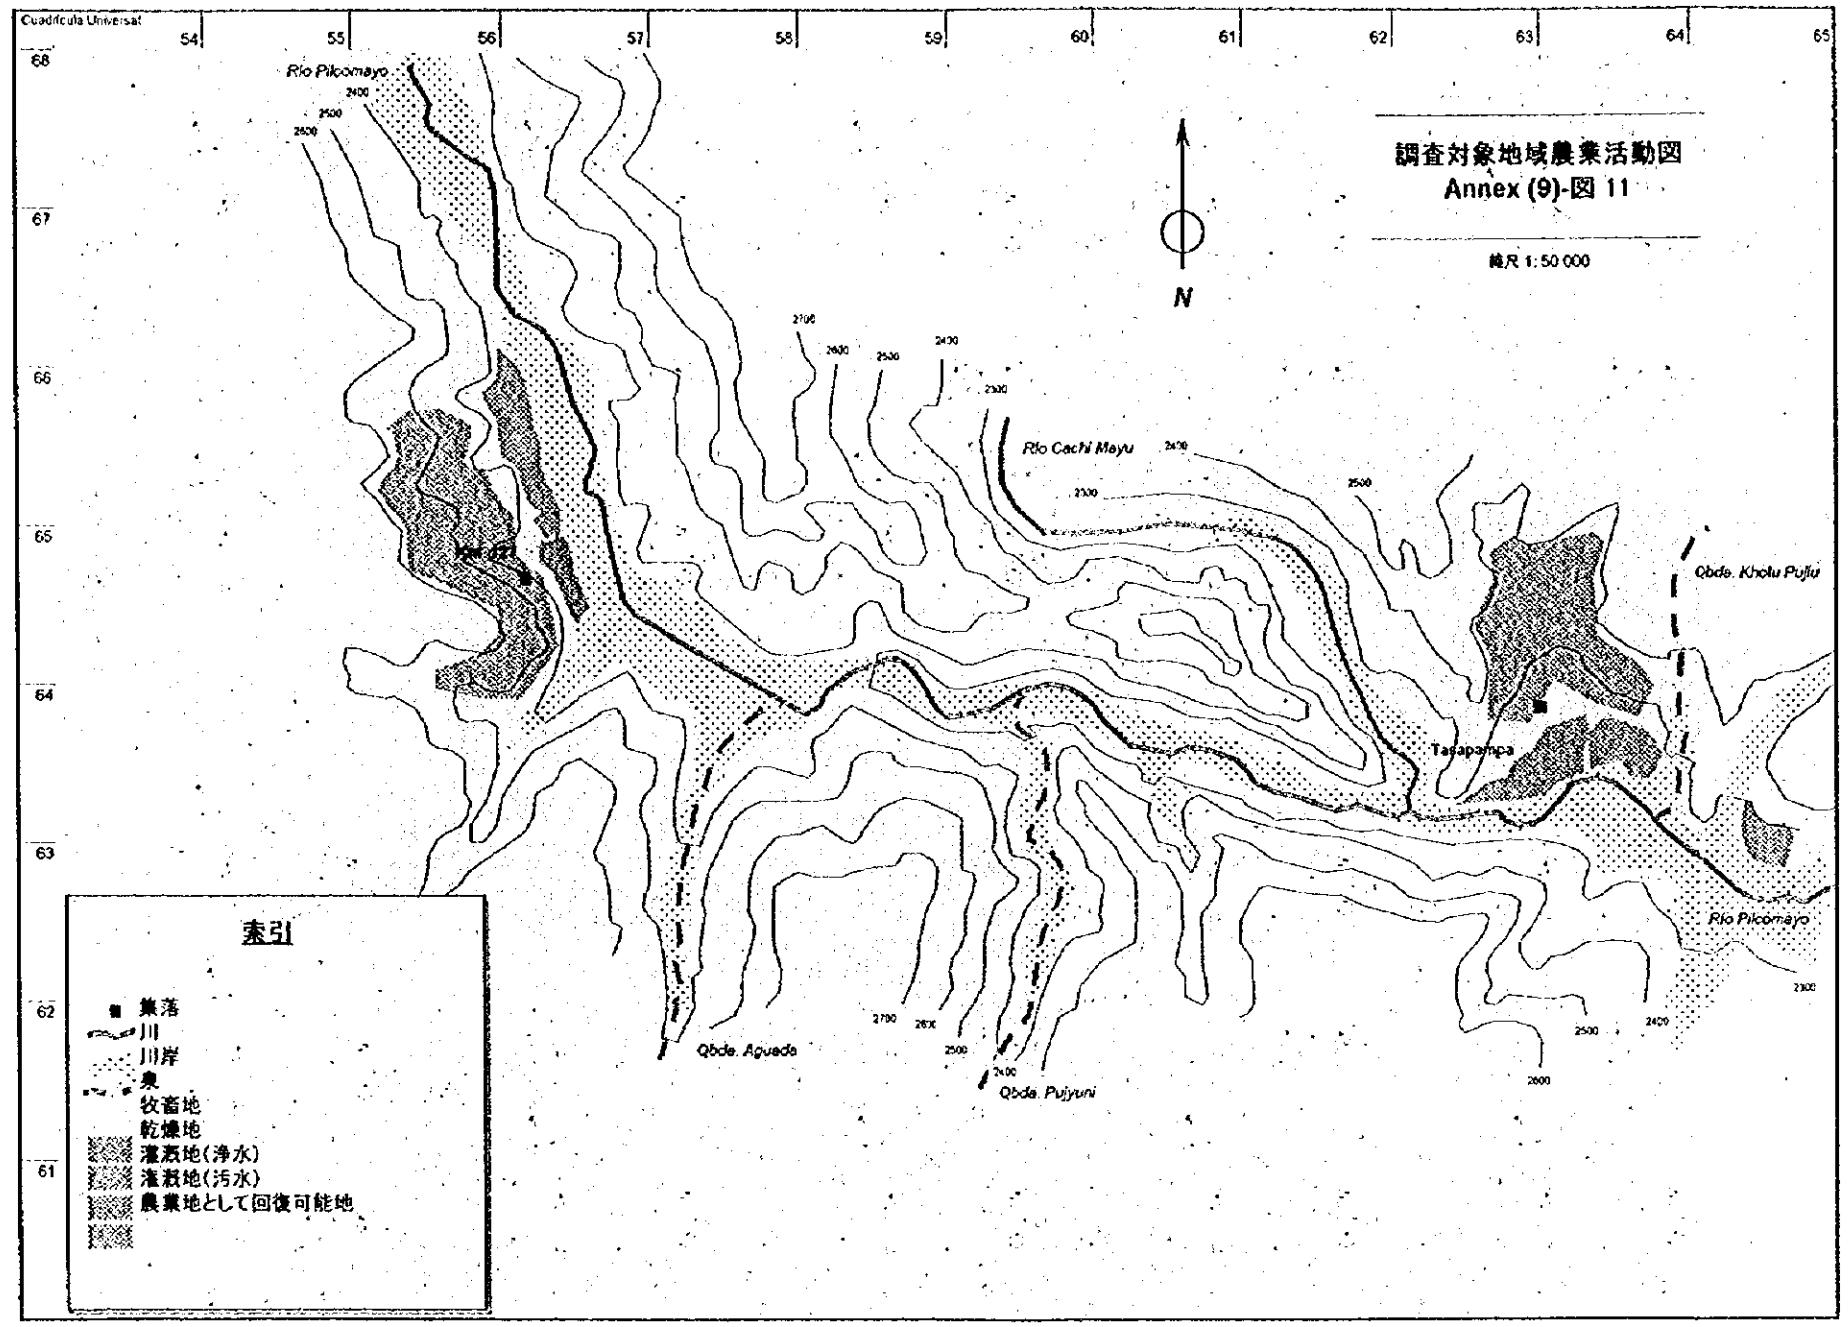 Cuadrícula Universal
54 55 56 57 58 59 60 61 62 63 64 65
68
67
66
65
64
63
62
61
Río Pilcomayo
2400
2500
2600
調査対象地域農業活動図
Annex (9)-図 11
縮尺 1:50 000
N
2700
2600
2500
2400
2300
Río Cachi Mayu
2400
2300
2500
Qbda. Kholu Pujlu
Tasapampa
Río Pilcomayo
2300
2700
2600
2500
2400
2500
2400
2600
Qbda. Aguada
Qbda. Pujyuni
索引
集落
川
川岸
泉
牧畜地
乾燥地
灌漑地(浄水)
灌漑地(汚水)
農業地として回復可能地